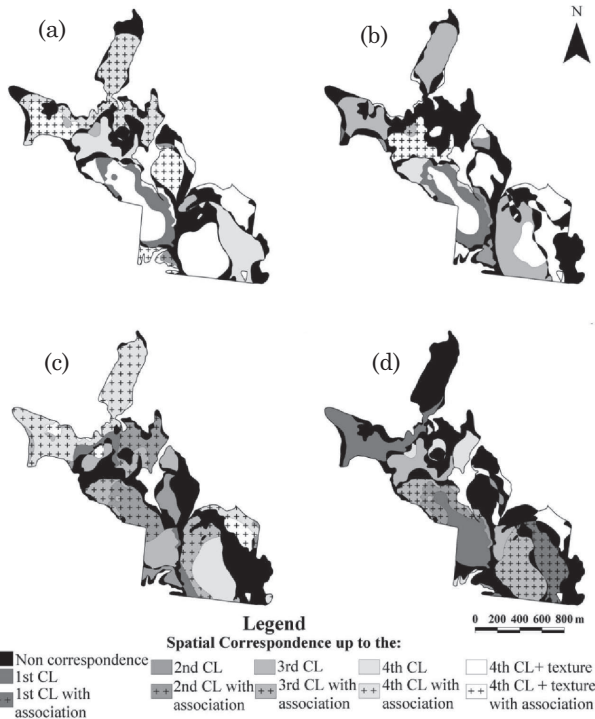 (a)
(b)
N
(c)
(d)
Legend
0 200 400 600 800 m
Spatial Correspondence up to the:
Non correspondence
1st CL
1st CL with association
2nd CL
2nd CL with association
3rd CL
3rd CL with association
4th CL
4th CL with association
4th CL+ texture
4th CL + texture with association